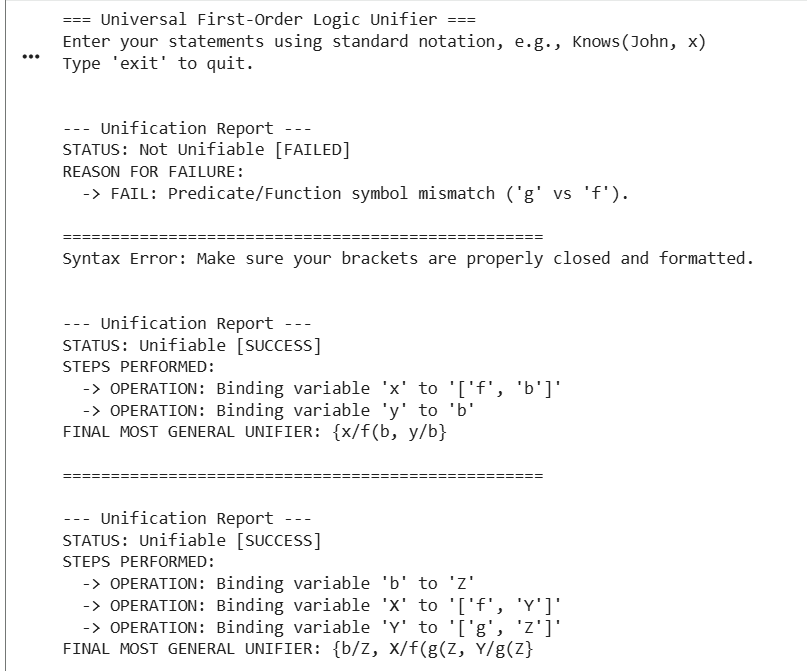 === Universal First-Order Logic Unifier ===
Enter your statements using standard notation, e.g., Knows(John, x)
Type 'exit' to quit.
--- Unification Report ---
STATUS: Not Unifiable [FAILED]
REASON FOR FAILURE:
-> FAIL: Predicate/Function symbol mismatch ('g' vs 'f').
==================================================
Syntax Error: Make sure your brackets are properly closed and formatted.
--- Unification Report ---
STATUS: Unifiable [SUCCESS]
STEPS PERFORMED:
-> OPERATION: Binding variable 'x' to '['f', 'b']'
-> OPERATION: Binding variable 'y' to 'b'
FINAL MOST GENERAL UNIFIER: {x/f(b, y/b}
==================================================
--- Unification Report ---
STATUS: Unifiable [SUCCESS]
STEPS PERFORMED:
-> OPERATION: Binding variable 'b' to 'Z'
-> OPERATION: Binding variable 'X' to '['f', 'Y']'
-> OPERATION: Binding variable 'Y' to '['g', 'Z']'
FINAL MOST GENERAL UNIFIER: {b/Z, X/f(g(Z, Y/g(Z}